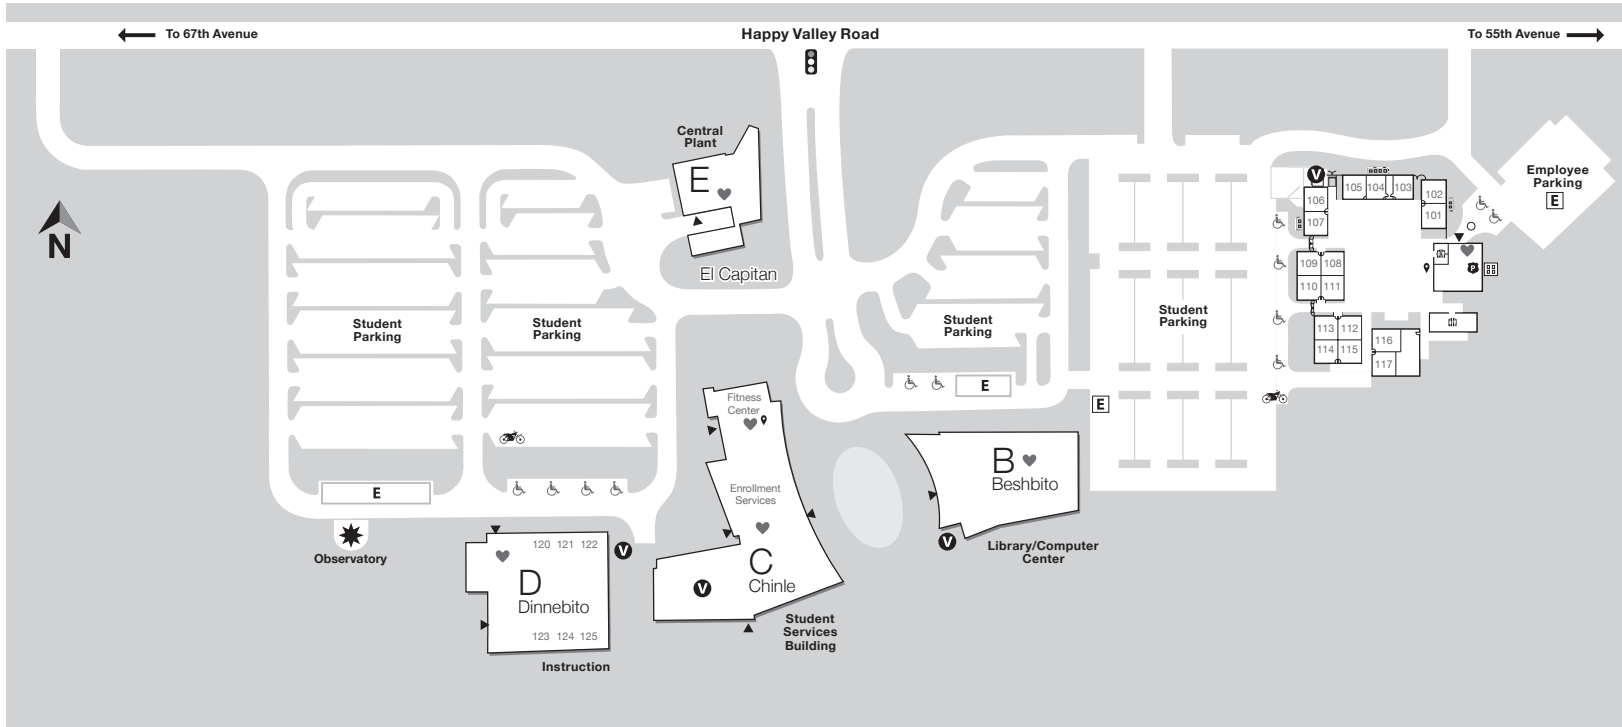 To 67th Avenue
Happy Valley Road
To 55th Avenue
Central
Plant
E
El Capitan
Employee
Parking
E
V
105 104 103
102
101
106
107
109 108
110 111
113 112
114 115
116
117
P
Student
Parking
Student
Parking
Student
Parking
Student
Parking
E
E
E
N
Fitness
Center
Enrollment
Services
C
Chinle
V
Student
Services
Building
B
Beshbito
V
Library/Computer
Center
Observatory
V
120 121 122
D
Dinnebito
123 124 125
Instruction